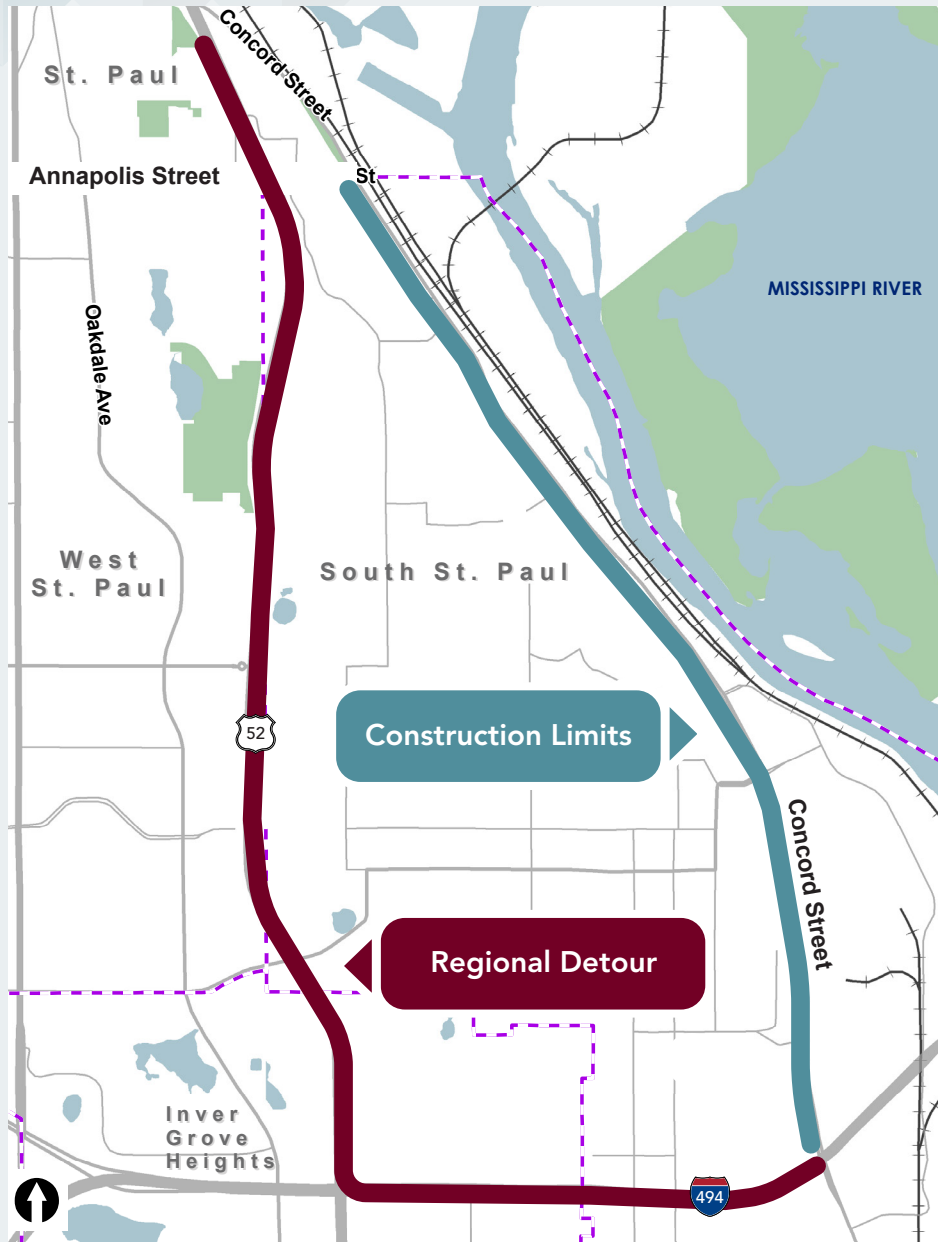 Concord Street
St. Paul
Annapolis Street
St
MISSISSIPPI RIVER
Oakdale Ave
West
St. Paul
South St. Paul
52
Construction Limits
Concord Street
Regional Detour
Inver
Grove
Heights
494